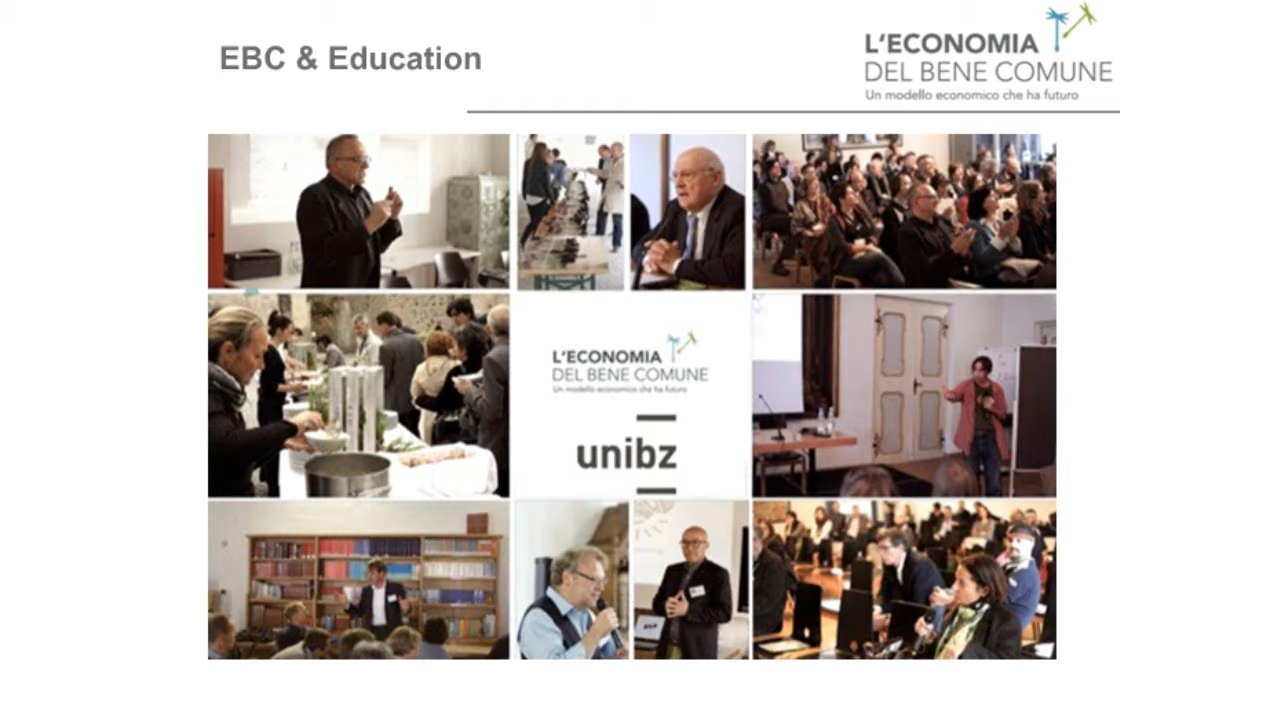 EBC & Education
L'ECONOMIA
DEL BENE COMUNE
Un modello economico che ha futuro
L'ECONOMIA
DEL BENE COMUNE
Un modello economico che ha futuro
unibz